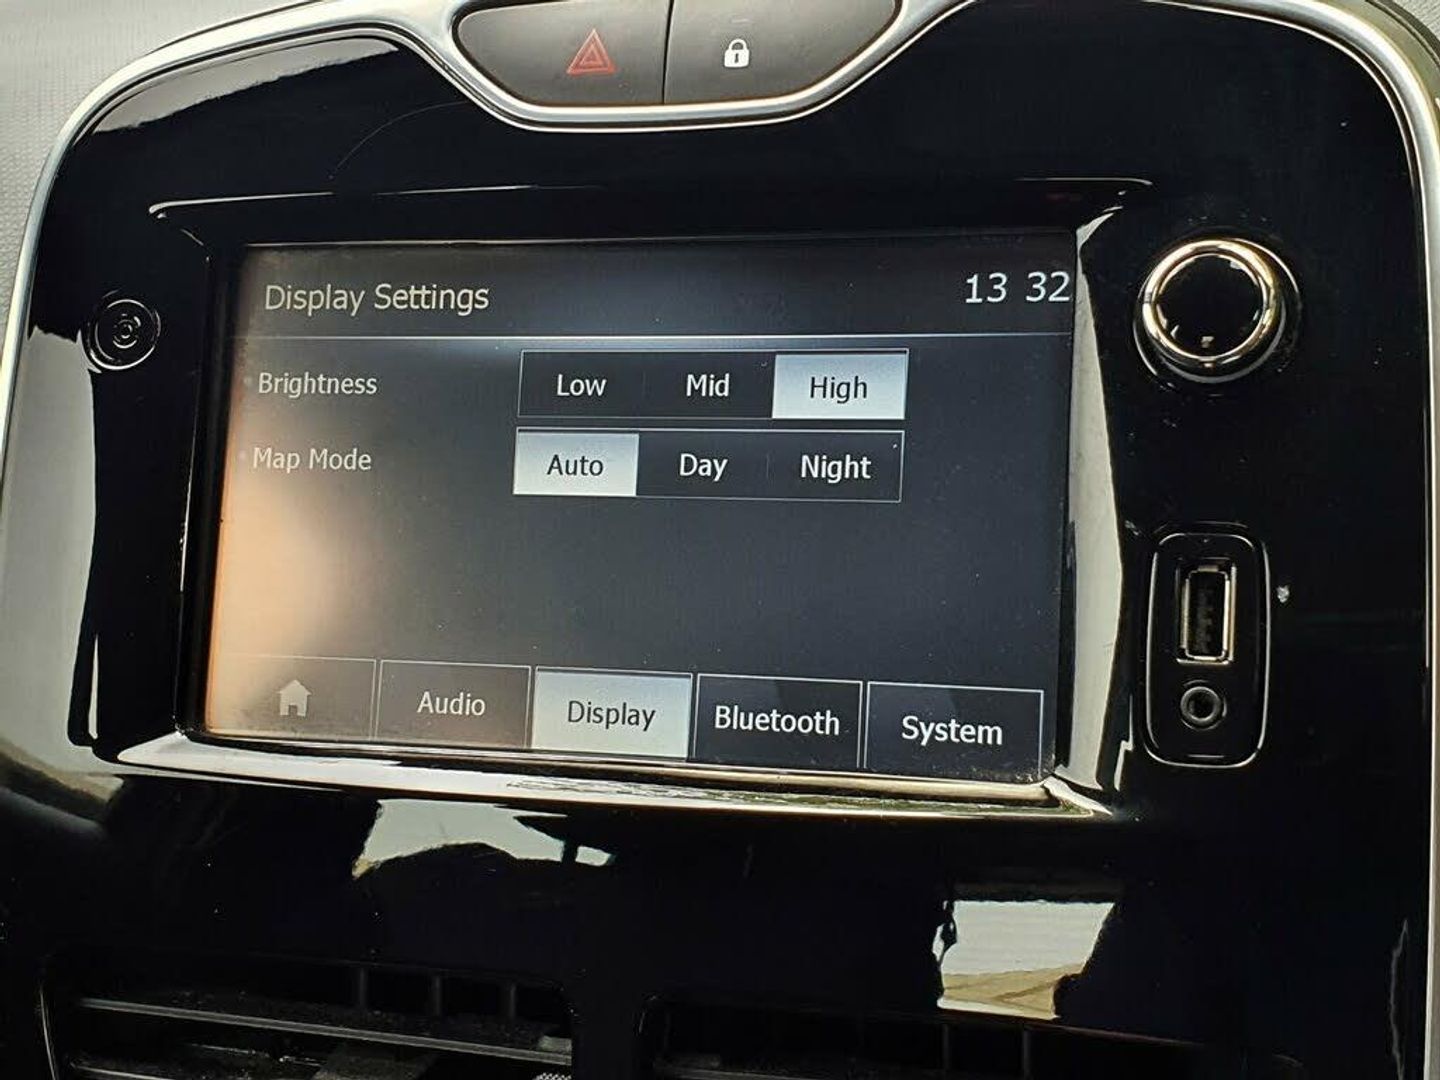 Display Settings 13 32
Brightness Low Mid High
Map Mode Auto Day Night
Audio Display Bluetooth System